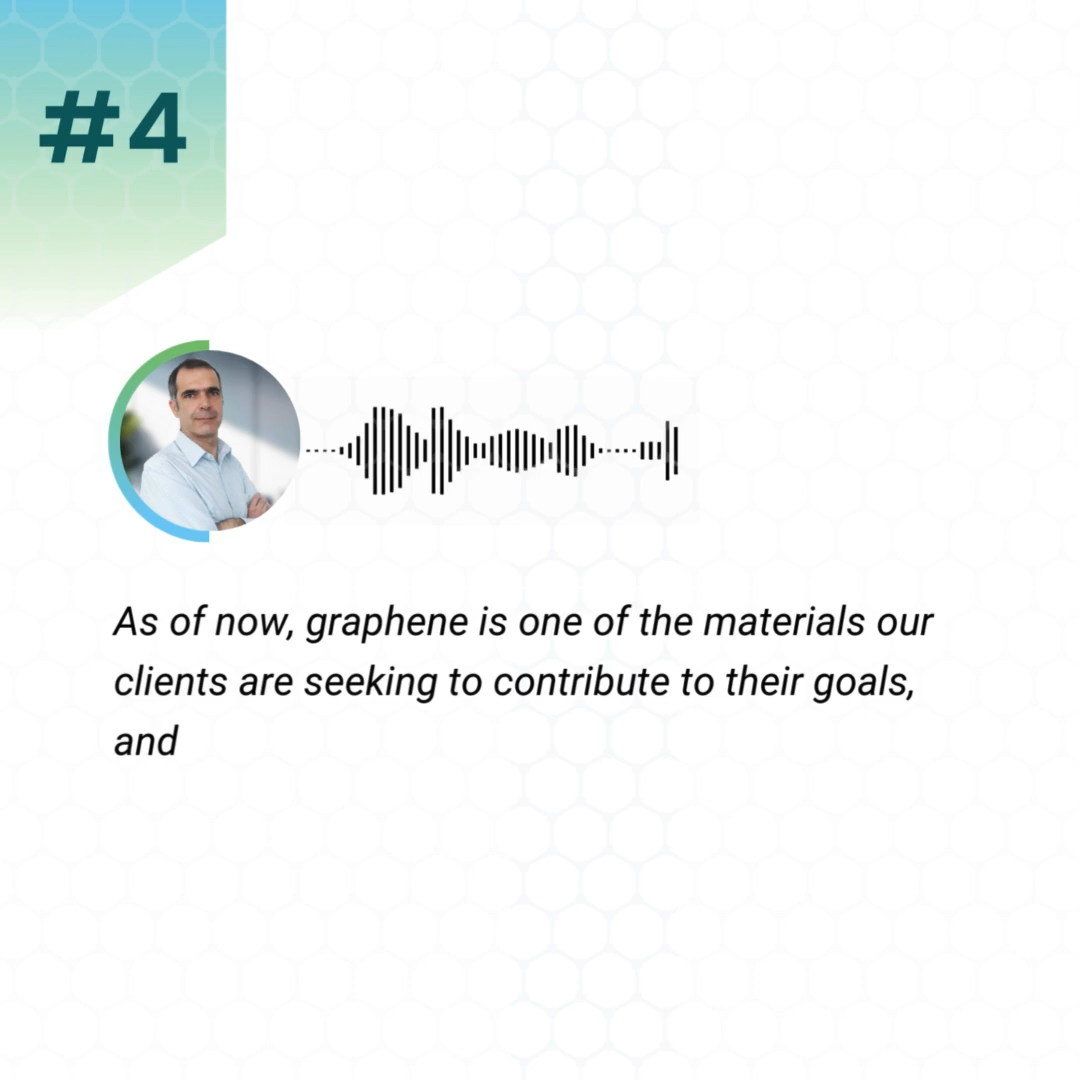 #4
As of now, graphene is one of the materials our
clients are seeking to contribute to their goals,
and